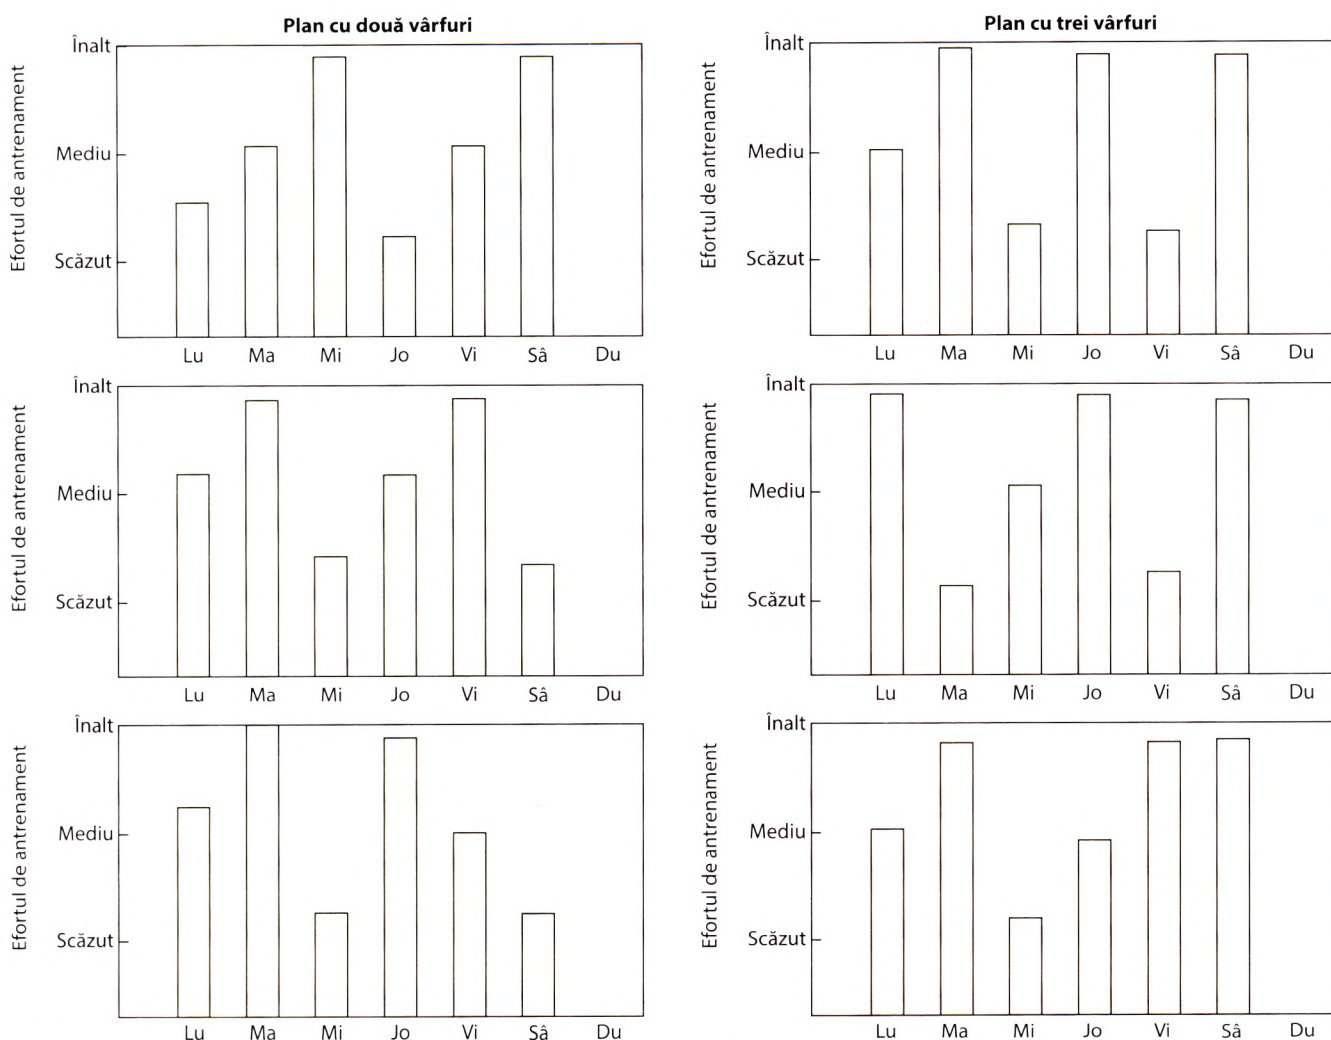 Plan cu două vârfuri
Efortul de antrenament
Înalt
Mediu
Scăzut
Lu Ma Mi Jo Vi Sâ Du
Efortul de antrenament
Înalt
Mediu
Scăzut
Lu Ma Mi Jo Vi Sâ Du
Efortul de antrenament
Înalt
Mediu
Scăzut
Lu Ma Mi Jo Vi Sâ Du
Plan cu trei vârfuri
Efortul de antrenament
Înalt
Mediu
Scăzut
Lu Ma Mi Jo Vi Sâ Du
Efortul de antrenament
Înalt
Mediu
Scăzut
Lu Ma Mi Jo Vi Sâ Du
Efortul de antrenament
Înalt
Mediu
Scăzut
Lu Ma Mi Jo Vi Sâ Du